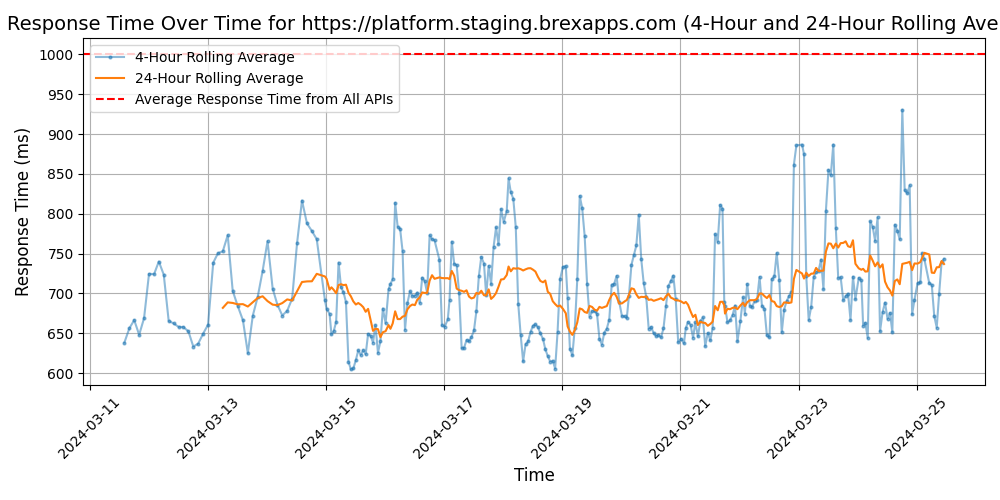 Response Time Over Time for https://platform.staging.brexapps.com (4-Hour and 24-Hour Rolling Ave
4-Hour Rolling Average
24-Hour Rolling Average
Average Response Time from All APIs
Response Time (ms)
1000
950
900
850
800
750
700
650
600
2024-03-11
2024-03-13
2024-03-15
2024-03-17
2024-03-19
2024-03-21
2024-03-23
2024-03-25
Time